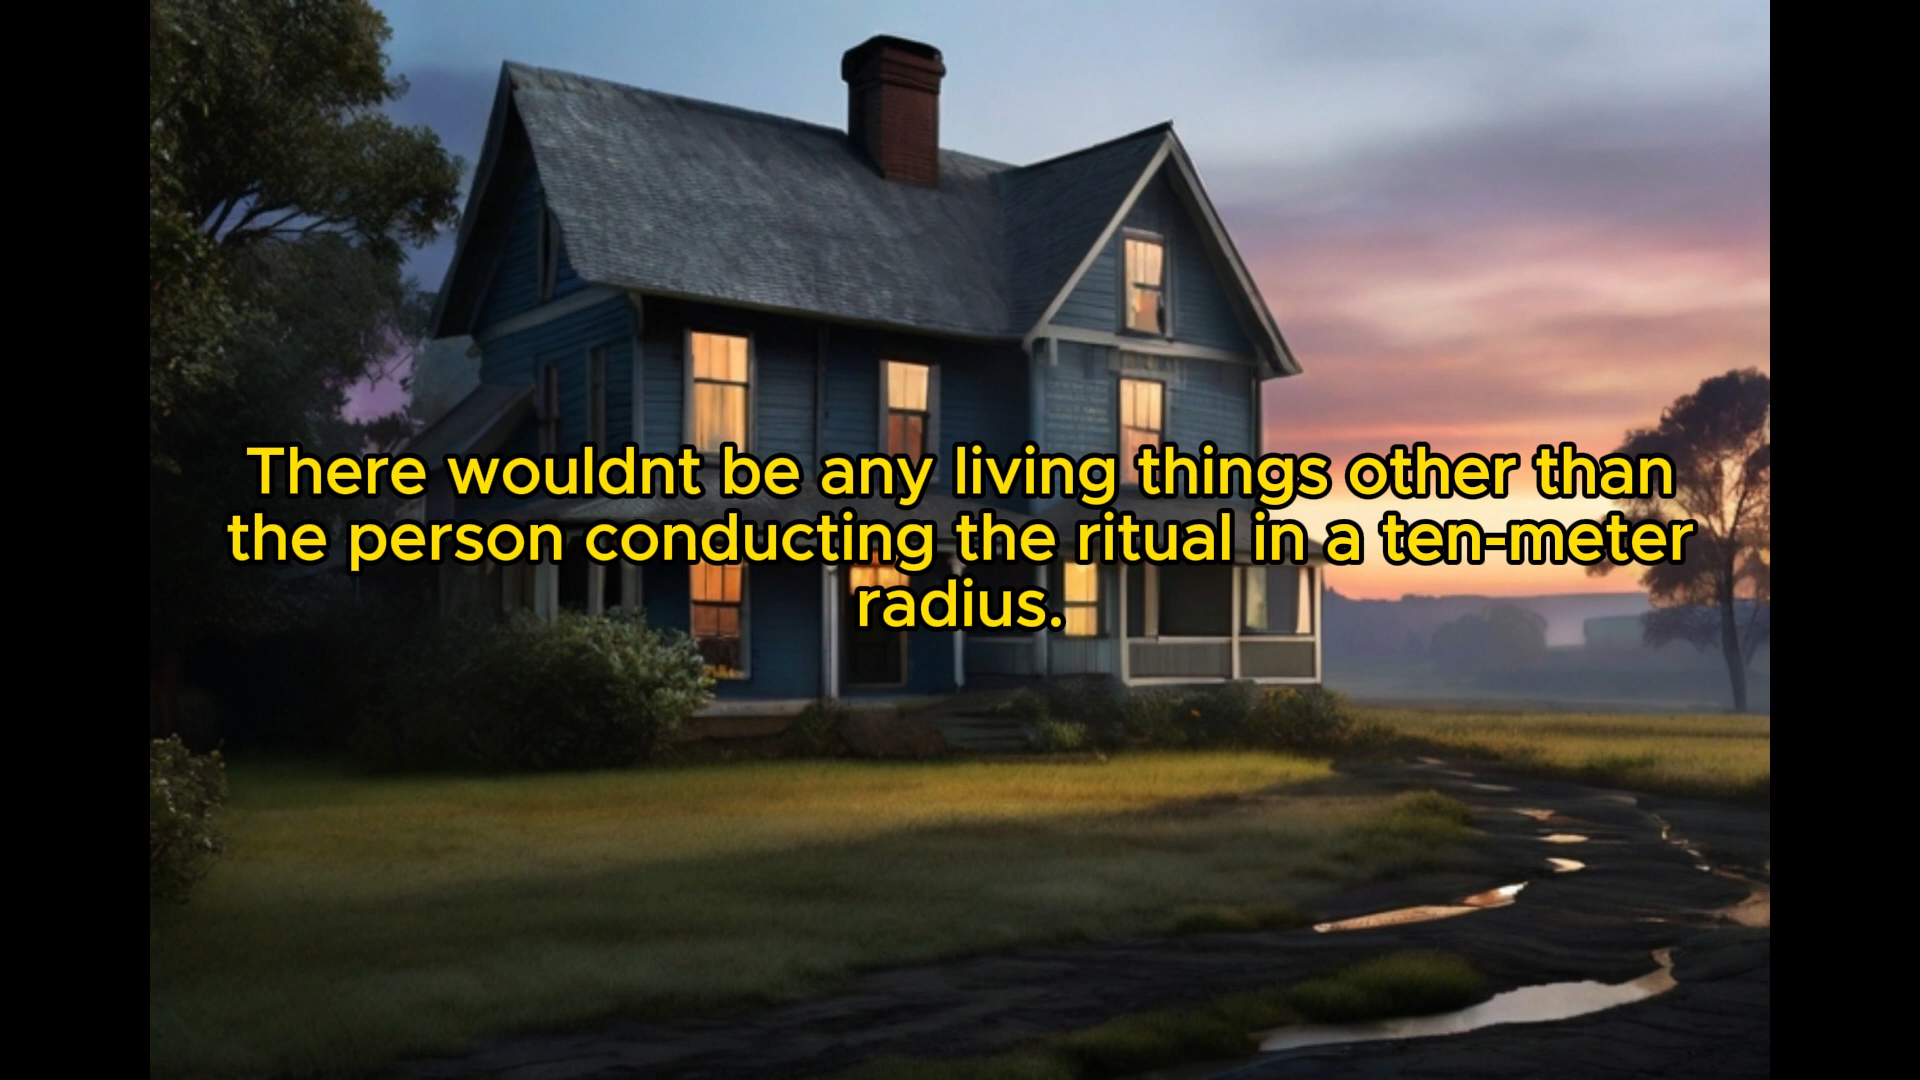 There wouldnt be any living things other than
the person conducting the ritual in a ten-meter
radius.